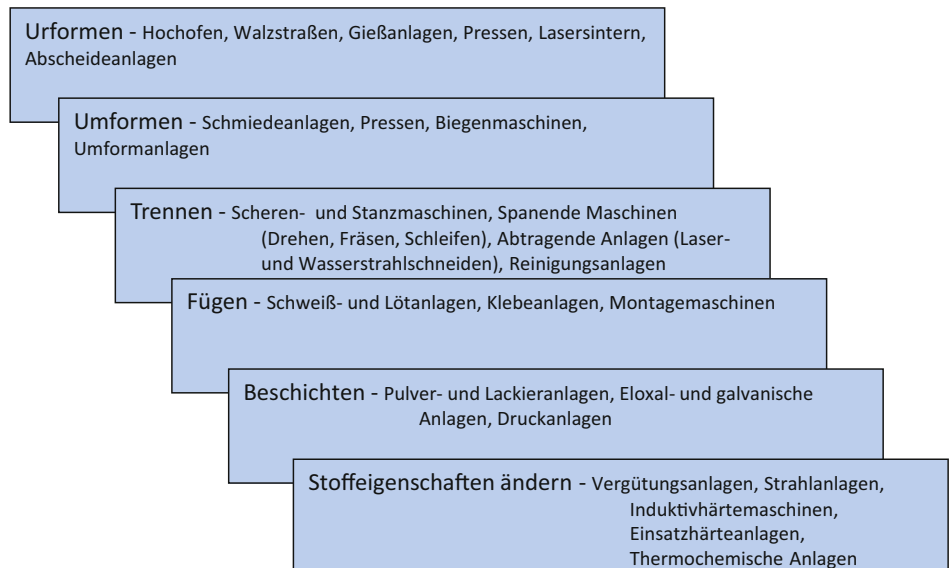 Urformen - Hochofen, Walzstraßen, Gießanlagen, Pressen, Lasersintern,
Abscheideanlagen
Umformen - Schmiedeanlagen, Pressen, Biegenmaschinen,
Umformanlagen
Trennen - Scheren- und Stanzmaschinen, Spanende Maschinen
(Drehen, Fräsen, Schleifen), Abtragende Anlagen (Laser-
und Wasserstrahlschneiden), Reinigungsanlagen
Fügen - Schweiß- und Lötanlagen, Klebeanlagen, Montagemaschinen
Beschichten - Pulver- und Lackieranlagen, Eloxal- und galvanische
Anlagen, Druckanlagen
Stoffeigenschaften ändern - Vergütungsanlagen, Strahlanlagen,
Induktivhärtemaschinen,
Einsatzhärteanlagen,
Thermochemische Anlagen